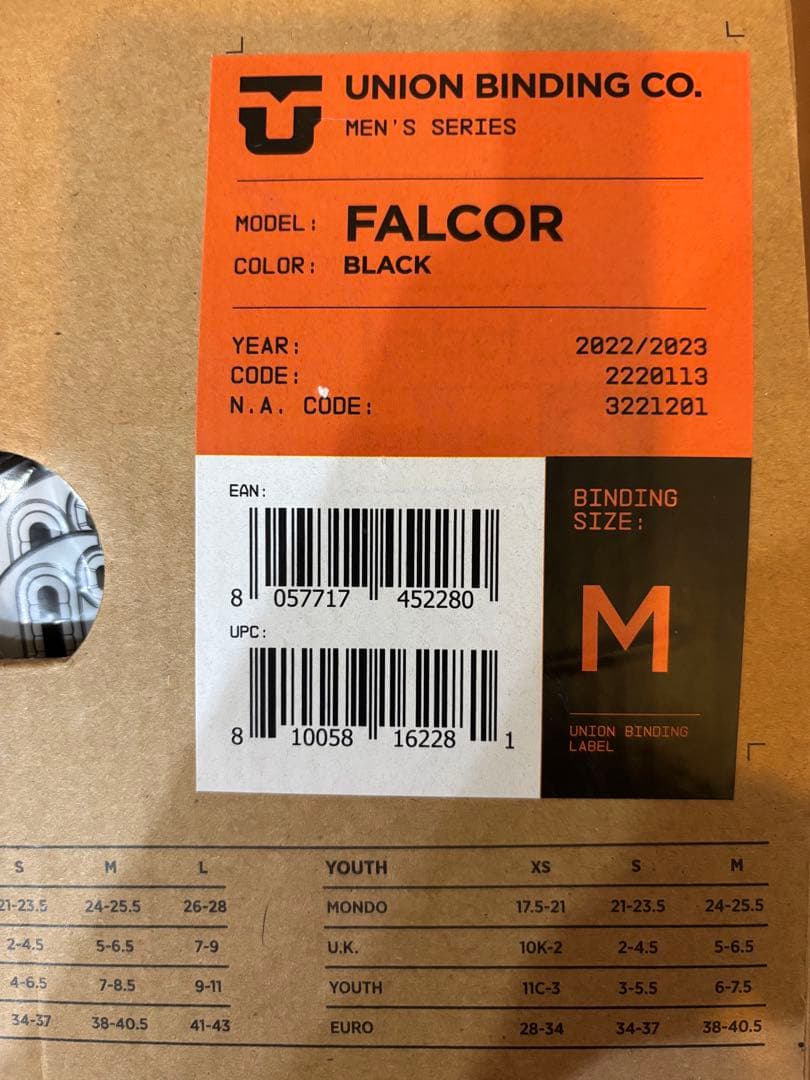 UNION BINDING CO.
MEN'S SERIES
MODEL: FALCOR
COLOR: BLACK
YEAR: 2022/2023
CODE: 2220113
N.A. CODE: 3221201
EAN:
8 057717 452280
UPC:
8 10058 16228 1
BINDING
SIZE:
M
UNION BINDING
LABEL
S M L
21-23.5 24-25.5 26-28
2-4.5 5-6.5 7-9
4-6.5 7-8.5 9-11
34-37 38-40.5 41-43
YOUTH XS S M
MONDO 17.5-21 21-23.5 24-25.5
U.K. 10K-2 2-4.5 5-6.5
YOUTH 11C-3 3-5.5 6-7.5
EURO 28-34 34-37 38-40.5